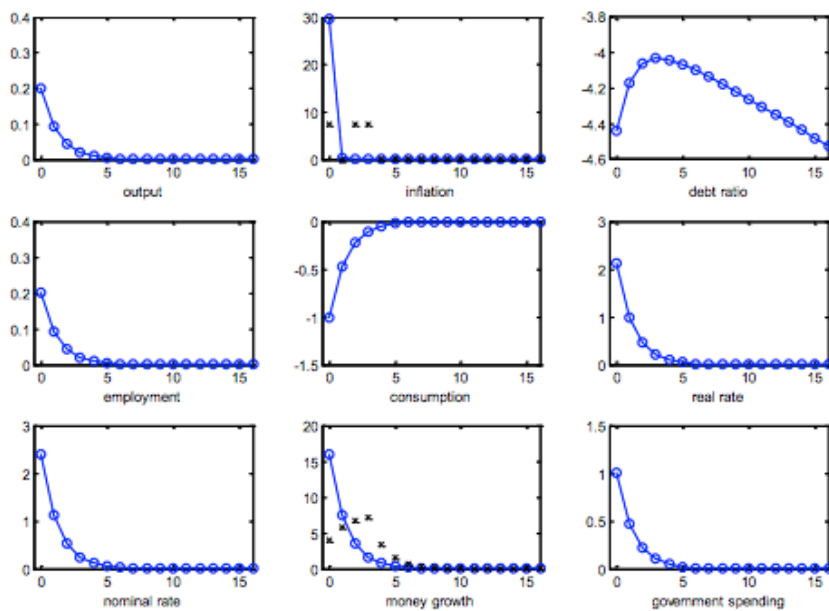 0.4
0.3
0.2
0.1
0
0 5 10 15
output
30
20
10
0
0 5 10 15
inflation
-3.8
-4
-4.2
-4.4
-4.6
0 5 10 15
debt ratio
0.4
0.3
0.2
0.1
0
0 5 10 15
employment
0
-0.5
-1
-1.5
0 5 10 15
consumption
3
2
1
0
0 5 10 15
real rate
3
2
1
0
0 5 10 15
nominal rate
20
15
10
5
0
0 5 10 15
money growth
1.5
1
0.5
0
0 5 10 15
government spending